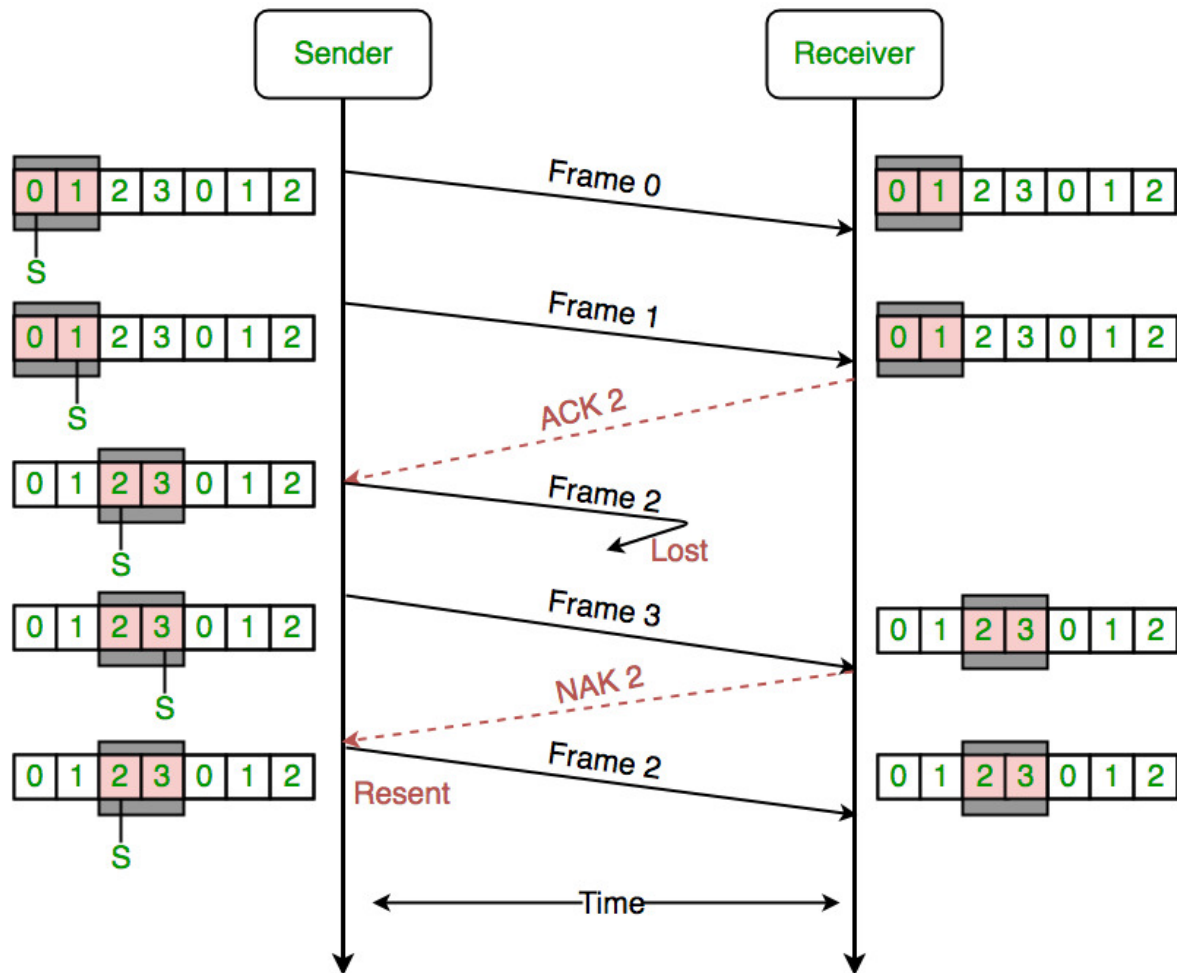 Sender Receiver
Frame 0
0 1 2 3 0 1 2 0 1 2 3 0 1 2
S
Frame 1
0 1 2 3 0 1 2 0 1 2 3 0 1 2
S
ACK 2
0 1 2 3 0 1 2
Frame 2
Lost
S
Frame 3
0 1 2 3 0 1 2 0 1 2 3 0 1 2
NAK 2
S
Frame 2
0 1 2 3 0 1 2 0 1 2 3 0 1 2
Resent
S
Time